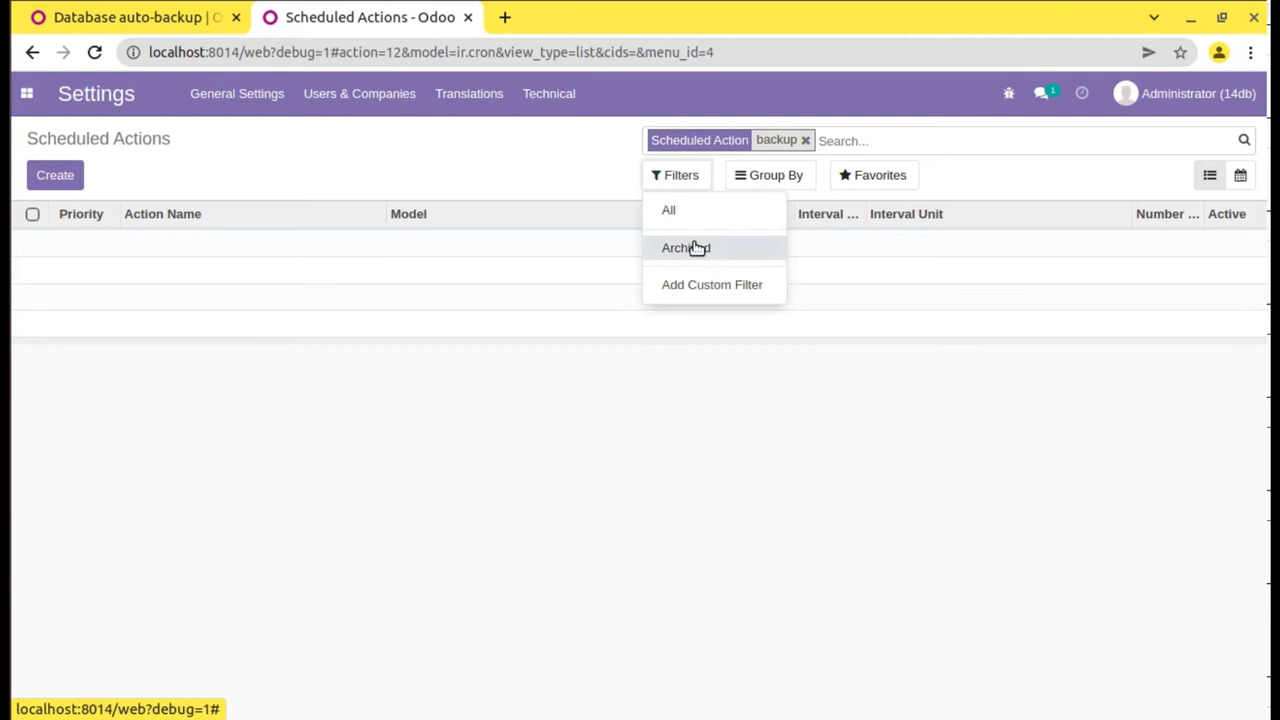 Database auto-backup | O
Scheduled Actions - Odoo
localhost:8014/web?debug=1#action=12&model=ir.cron&view_type=list&cids=&menu_id=4
Settings General Settings Users & Companies Translations Technical 1 Administrator (14db)
Scheduled Actions
Scheduled Action backup Search...
Create Filters Group By Favorites
Priority Action Name Model Interval ... Interval Unit Number ... Active
All
Archived
Add Custom Filter
localhost:8014/web?debug=1#